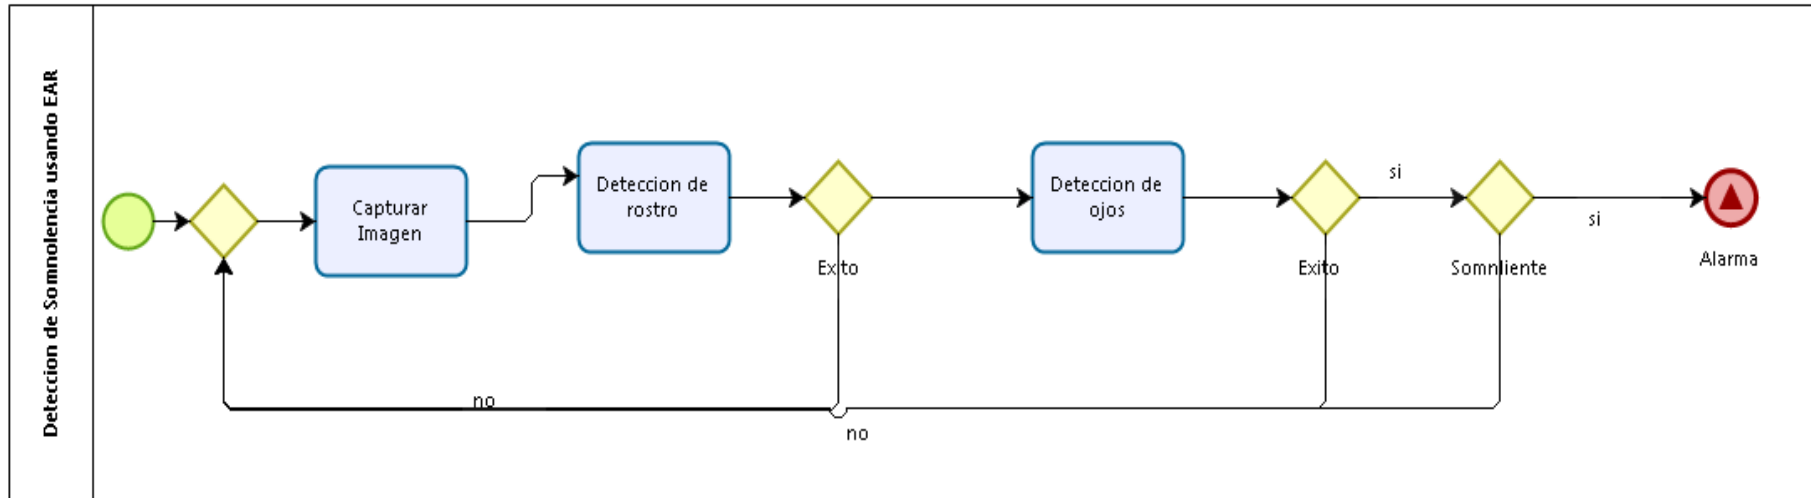 Deteccion de Somnolencia usando EAR
Capturar
Imagen
Deteccion de
rostro
Exito
Deteccion de
ojos
Exito
si
Somnliente
si
Alarma
no
no